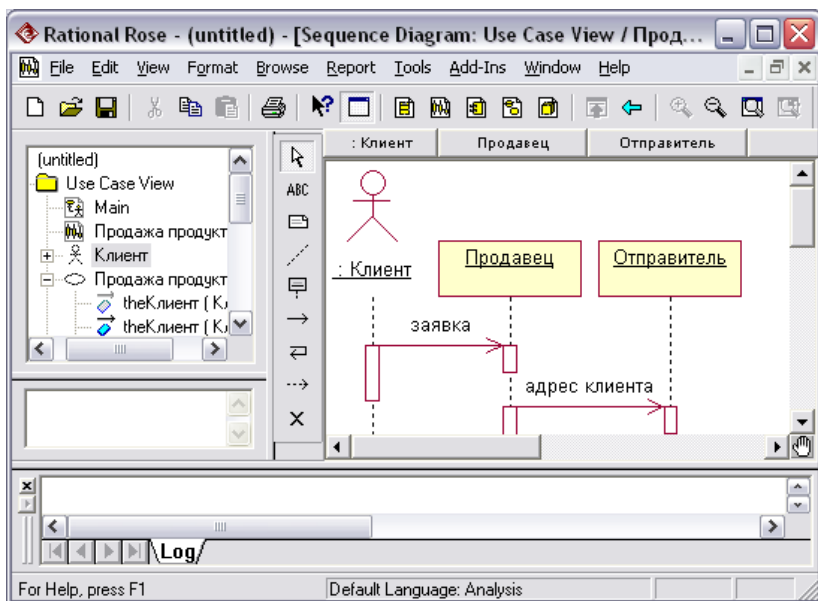 Rational Rose - (untitled) - [Sequence Diagram: Use Case View / Прод...
File Edit View Format Browse Report Tools Add-Ins Window Help
(untitled)
Use Case View
Main
Продажа продукт
Клиент
Продажа продукт
theКлиент ( К
theКлиент ( К
ABC
: Клиент Продавец Отправитель
: Клиент
Продавец
Отправитель
заявка
адрес клиента
Log
For Help, press F1 Default Language: Analysis